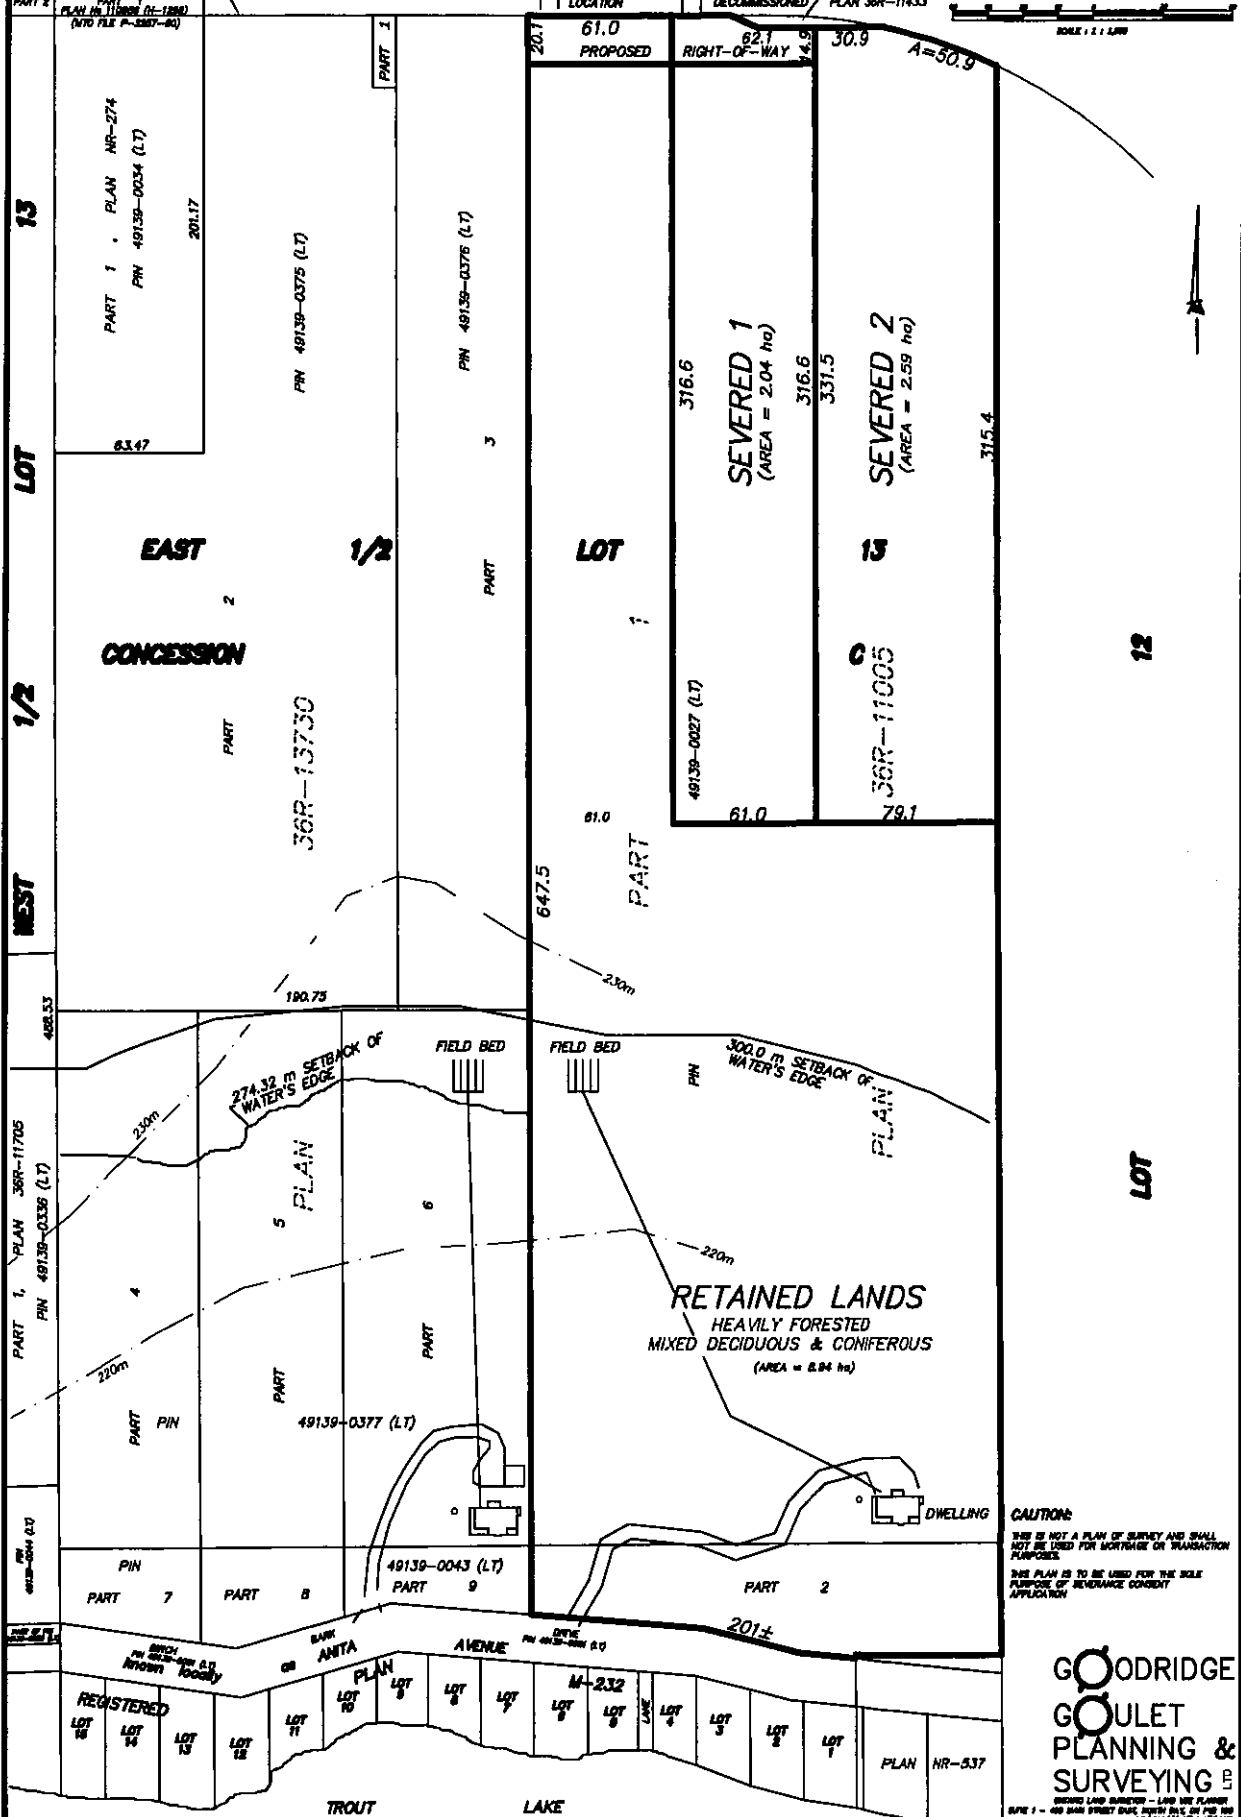 PART 2
PLAN No 110808 (H-1298)
LOCATION
DECOMMISSIONED
PLAN 36R-11433
20.1
61.0
62.1
14.9
30.9
A=50.9
PROPOSED RIGHT-OF-WAY
PART 1
PART 1 , PLAN NR-274
PIN 49139-0034 (LT)
201.17
63.47
13
LOT
1/2
WEST
PIN 49139-0375 (LT)
PIN 49139-0376 (LT)
PART 3
316.6
SEVERED 1
(AREA = 2.04 ha)
316.6
331.5
SEVERED 2
(AREA = 2.59 ha)
315.4
EAST 1/2 LOT 13
CONCESSION C
PART 2
36R-13730
PART 1
49139-0027 (LT)
36R-11005
12
LOT
61.0
61.0
79.1
647.5
230m
190.75
488.53
274.32 m SETBACK OF
WATER'S EDGE
FIELD BED
FIELD BED
300.0 m SETBACK OF
WATER'S EDGE
PIN
PLAN
230m
PLAN
PART 1, PLAN 36R-11705
PIN 49139-0336 (LT)
PART 4
PART 5
PART 6
220m
220m
RETAINED LANDS
HEAVILY FORESTED
MIXED DECIDUOUS & CONIFEROUS
(AREA = 8.94 ha)
PIN
49139-0377 (LT)
DWELLING
PIN
49139-0043 (LT)
PART 7
PART 8
PART 9
PART 2
CAUTION:
THIS IS NOT A PLAN OF SURVEY AND SHALL
NOT BE USED FOR MORTGAGE OR TRANSACTION
PURPOSES.
THIS PLAN IS TO BE USED FOR THE SOLE
PURPOSE OF SEVERANCE CONSENT
APPLICATION
201±
BIRCH BARK DRIVE
known locally as ANITA AVENUE
REGISTERED PLAN M-232
LOT 15
LOT 14
LOT 13
LOT 12
LOT 11
LOT 10
LOT 9
LOT 8
LOT 7
LANE
LOT 4
LOT 3
LOT 2
LOT 1
PLAN NR-537
TROUT LAKE
GOODRIDGE
GOULET
PLANNING &
SURVEYING LTD